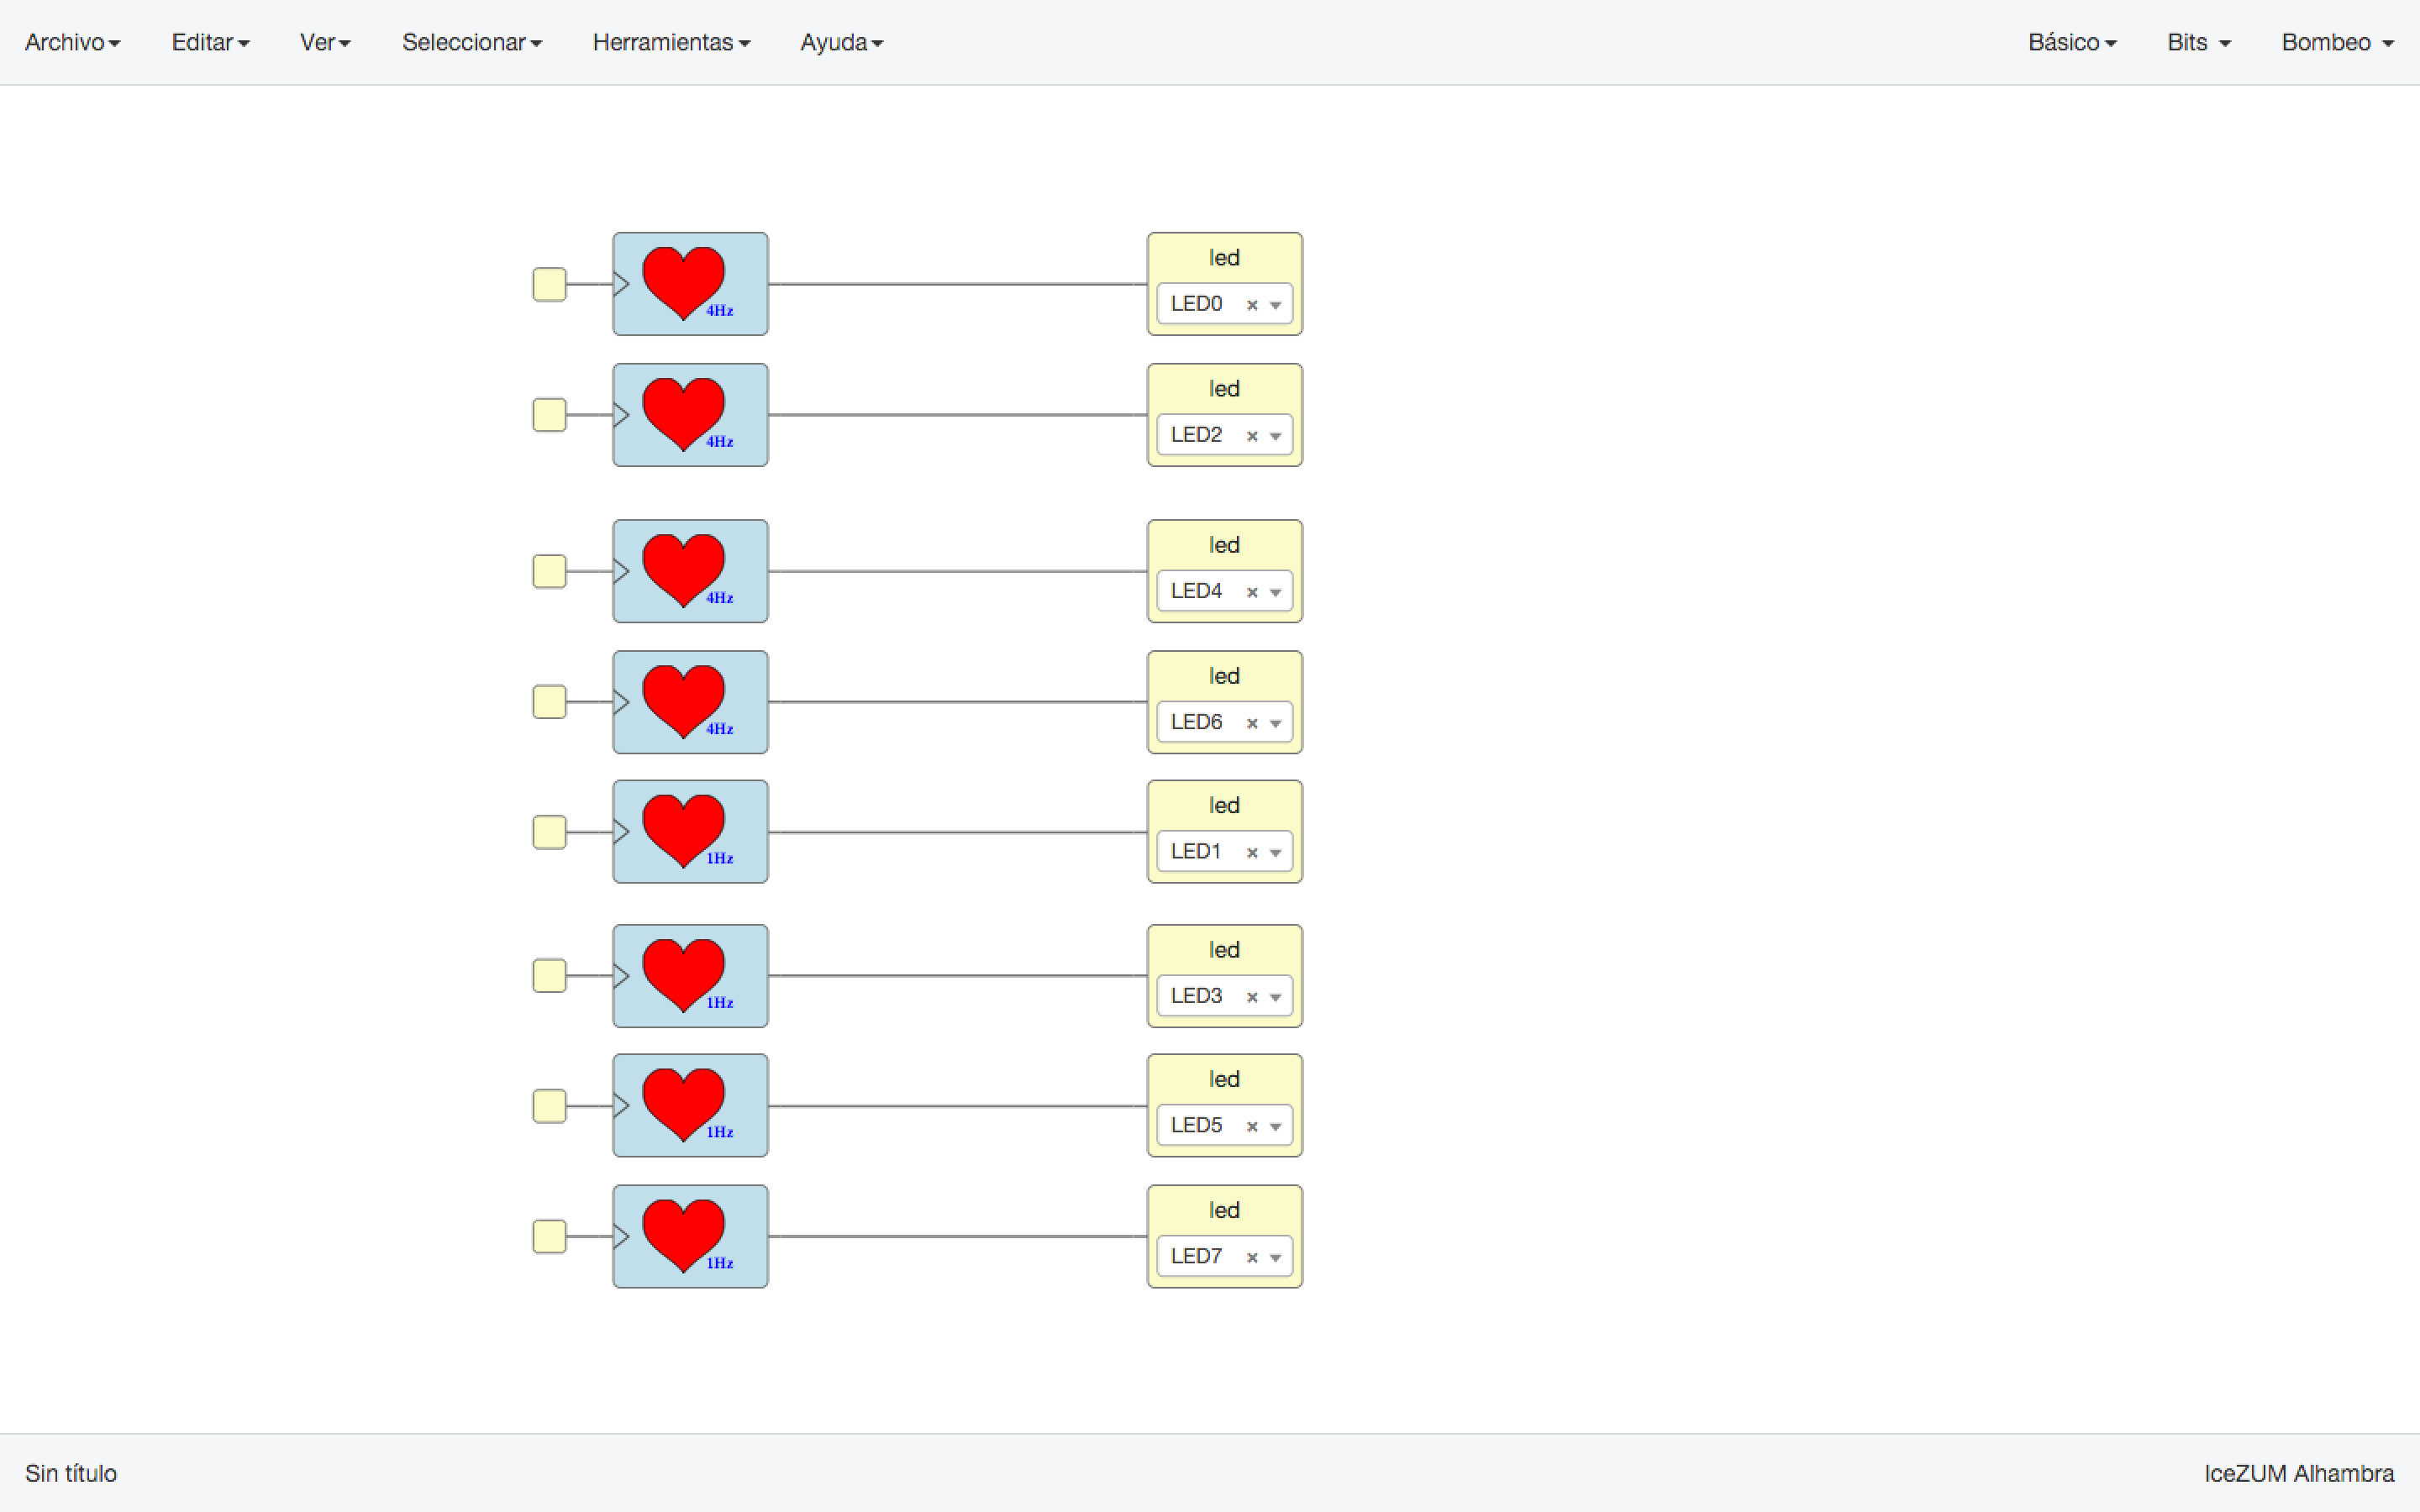 Archivo Editar Ver Seleccionar Herramientas Ayuda Básico Bits Bombeo
led
4Hz LED0 ×
led
4Hz LED2 ×
led
4Hz LED4 ×
led
4Hz LED6 ×
led
1Hz LED1 ×
led
1Hz LED3 ×
led
1Hz LED5 ×
led
1Hz LED7 ×
Sin título IceZUM Alhambra